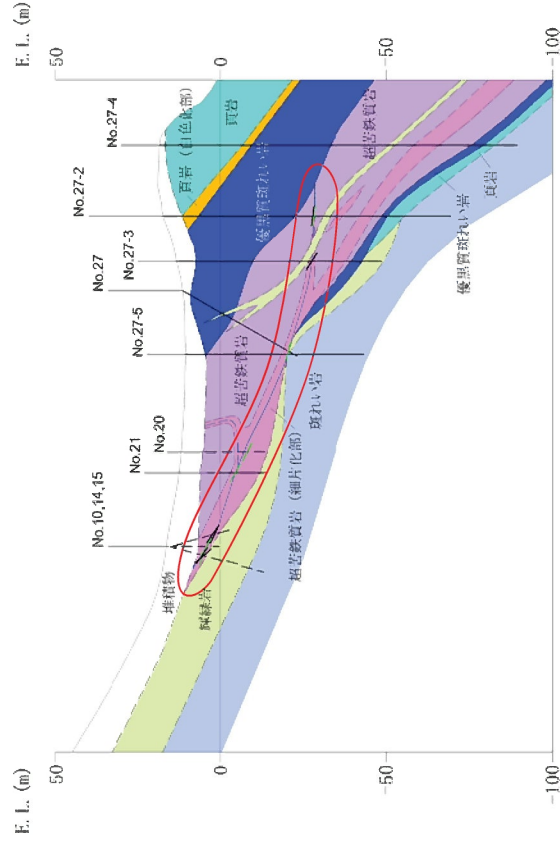 E. L. (m)
50
0
-50
-100
E. L. (m)
50
0
-50
-100
No.10,14,15
No.21
No.20
No.27-5
No.27
No.27-3
No.27-2
No.27-4
堆積物
輝緑岩
超苦鉄質岩
超苦鉄質岩（細片化部）
斑れい岩
優黒質斑れい岩
頁岩（白色化部）
頁岩
超苦鉄質岩
優黒質斑れい岩
頁岩